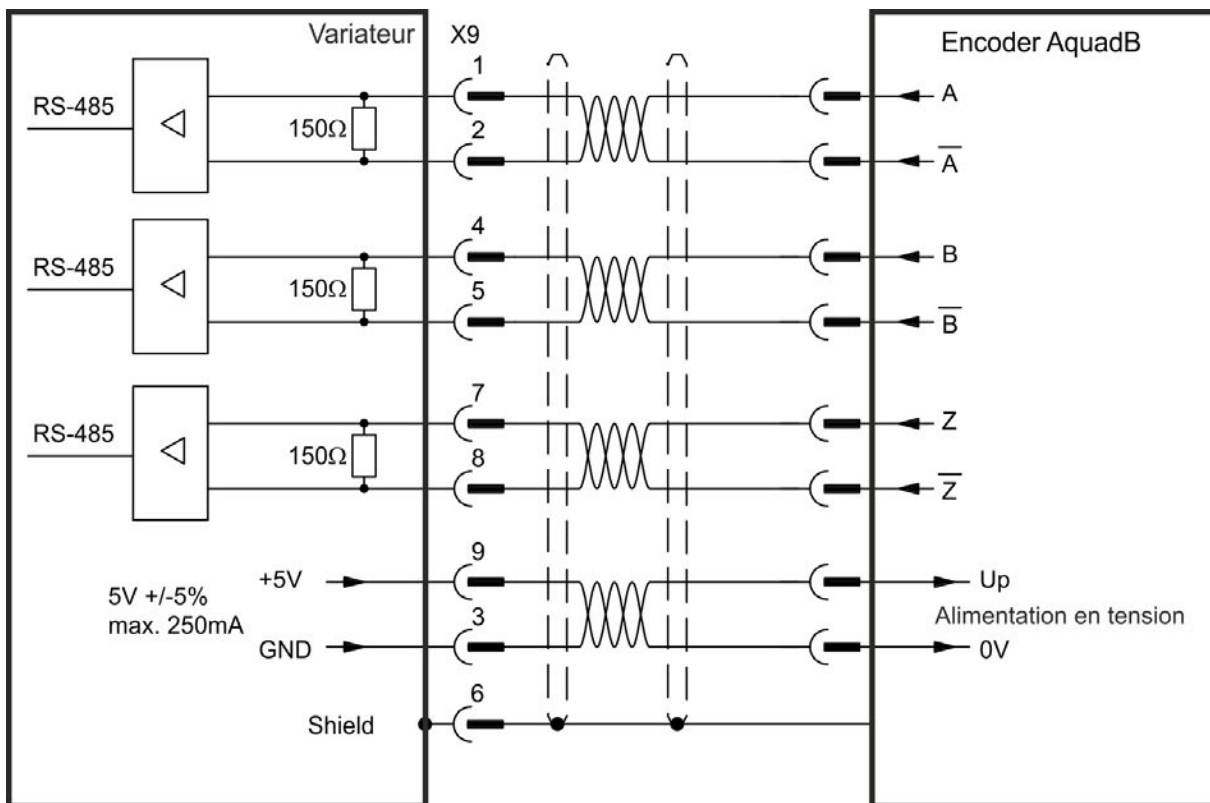 Variateur
X9
Encoder AquadB
1
RS-485
150Ω
A
2
A̅
4
RS-485
150Ω
B
5
B̅
7
RS-485
150Ω
Z
8
Z̅
9
+5V
Up
5V +/-5%
max. 250mA
Alimentation en tension
3
GND
0V
6
Shield